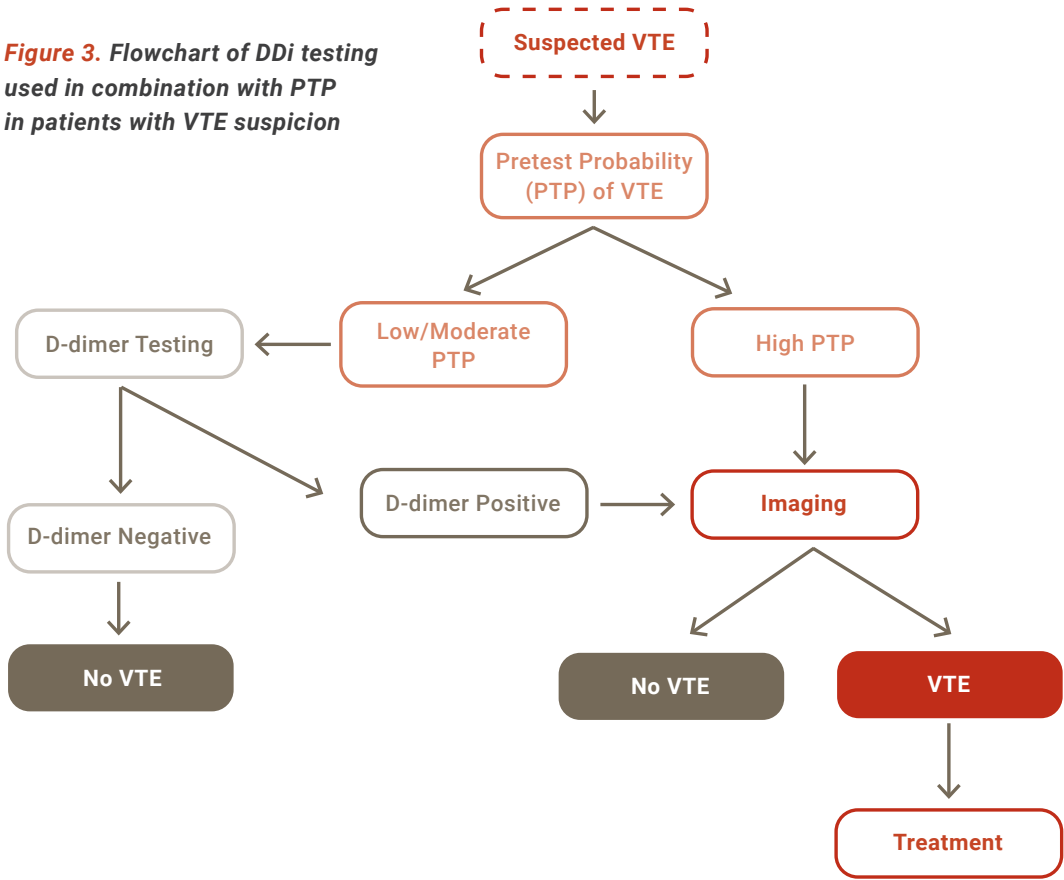 Figure 3. Flowchart of DDi testing
used in combination with PTP
in patients with VTE suspicion
Suspected VTE
Pretest Probability
(PTP) of VTE
Low/Moderate
PTP
High PTP
D-dimer Testing
D-dimer Negative
D-dimer Positive
Imaging
No VTE
No VTE
VTE
Treatment